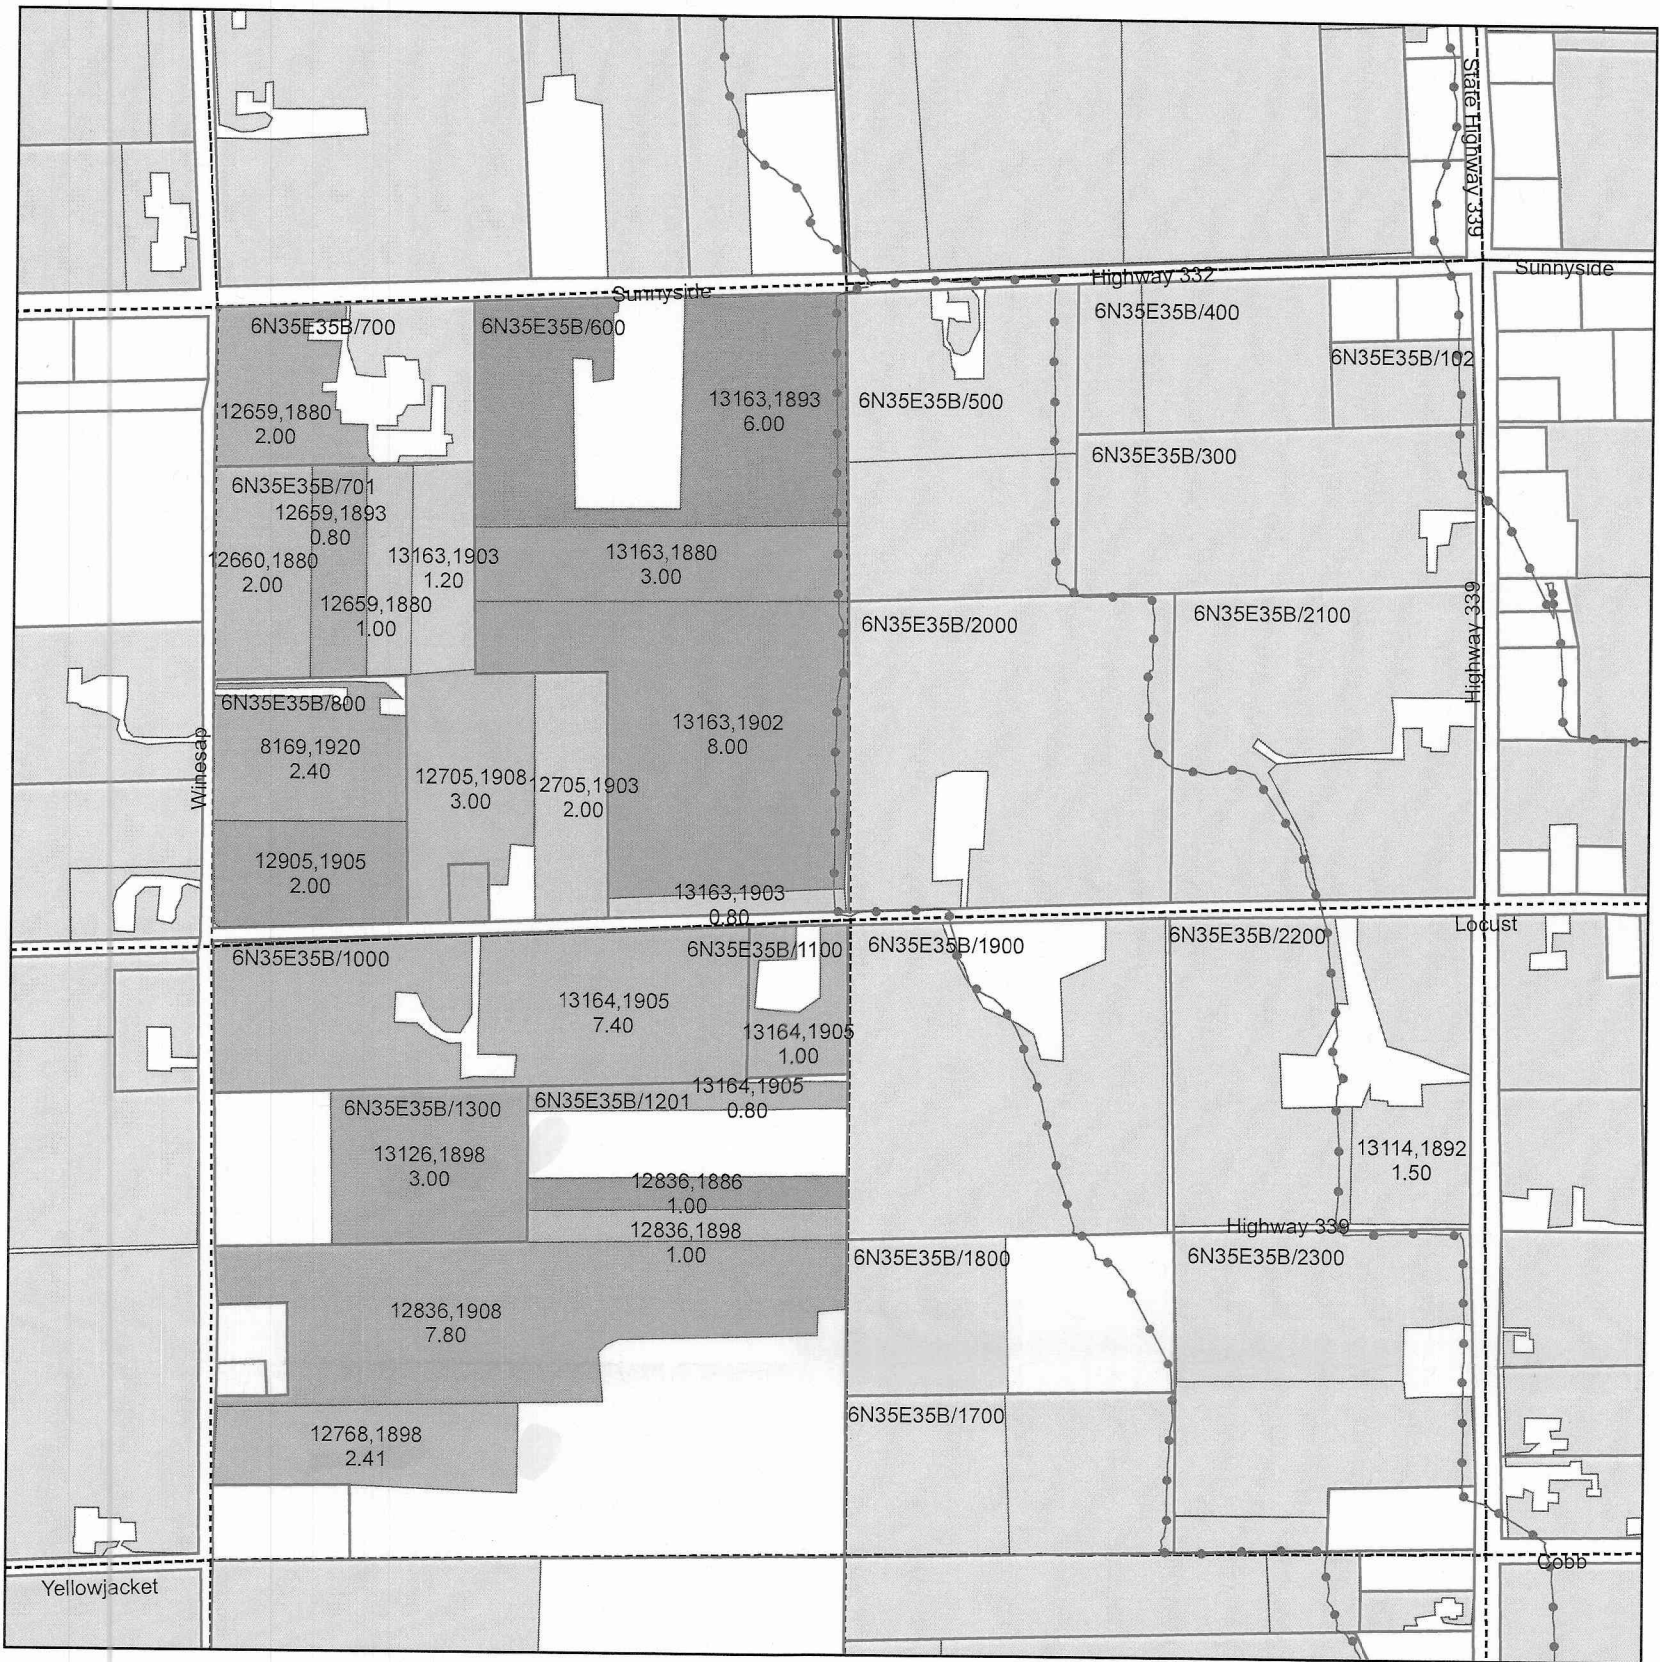 State Highway 339
Sunnyside
Highway 332
Sunnyside
6N35E35B/700
6N35E35B/600
6N35E35B/400
6N35E35B/102
12659,1880
2.00
13163,1893
6.00
6N35E35B/500
6N35E35B/300
6N35E35B/701
12659,1893
0.80
12660,1880
2.00
13163,1903
1.20
12659,1880
1.00
13163,1880
3.00
6N35E35B/2000
6N35E35B/2100
Highway 339
6N35E35B/800
8169,1920
2.40
Winesap
12705,1908
3.00
12705,1903
2.00
13163,1902
8.00
12905,1905
2.00
13163,1903
0.80
Locust
6N35E35B/1000
6N35E35B/1100
6N35E35B/1900
6N35E35B/2200
13164,1905
7.40
13164,1905
1.00
13164,1905
0.80
6N35E35B/1300
6N35E35B/1201
13126,1898
3.00
12836,1886
1.00
12836,1898
1.00
13114,1892
1.50
Highway 339
6N35E35B/1800
6N35E35B/2300
12836,1908
7.80
6N35E35B/1700
12768,1898
2.41
Yellowjacket
Cobb